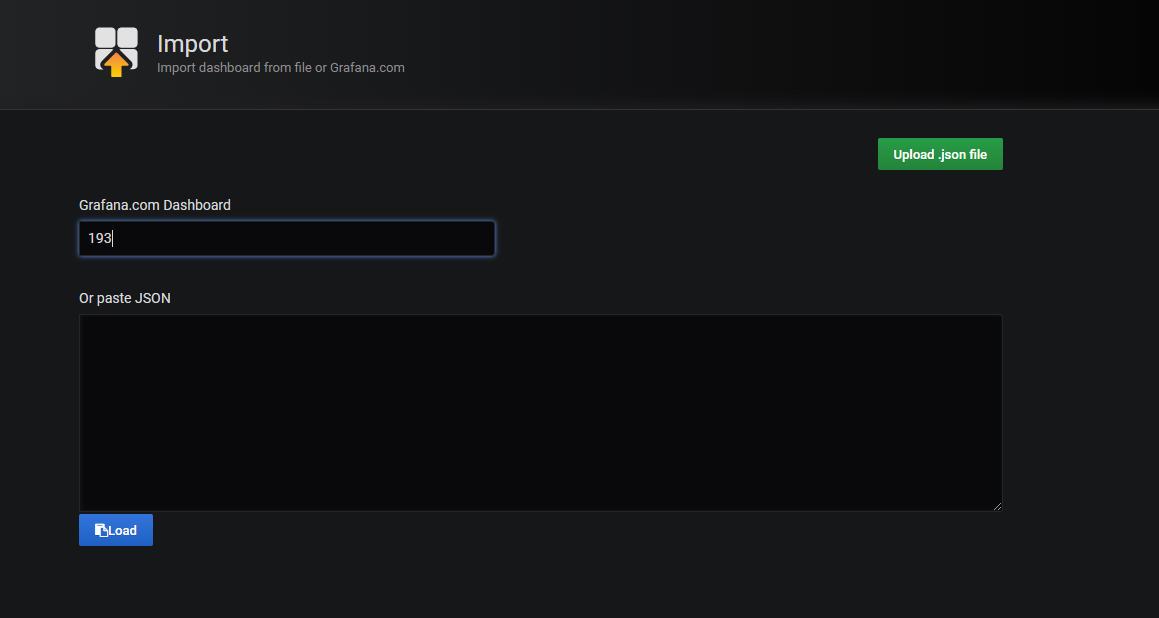 Import
Import dashboard from file or Grafana.com
Upload .json file
Grafana.com Dashboard
193
Or paste JSON
Load